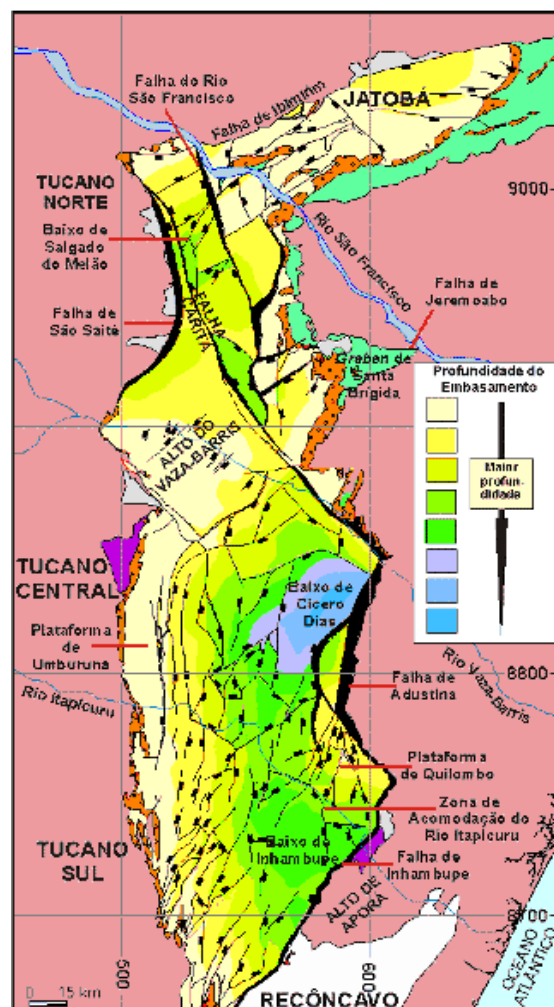 Falha do Rio
São Francisco
Falha de Ibimirim
JATOBÁ
TUCANO
NORTE
9000
Baixo de
Salgado
do Melão
Rio São Francisco
Falha de
Jeremoabo
Falha de
São Saité
FALHA
CARITÁ
Graben de
Santa
Brígida
Profundidade do
Embasamento
Maior
profun-
didade
ALTO DO
VAZA-BARRIS
TUCANO
CENTRAL
Baixo de
Cícero
Dias
Plataforma
de
Umburuna
Rio Vaza Barris
8800
Rio Itapicuru
Falha de
Adustina
Plataforma
de Quilombo
Zona de
Acomodação do
Rio Itapicuru
TUCANO
SUL
Baixo de
Inhambupe
Falha de
Inhambupe
ALTO DE
APORÁ
8700
OCEANO
ATLÂNTICO
0 15 km
500
600
RECÔNCAVO